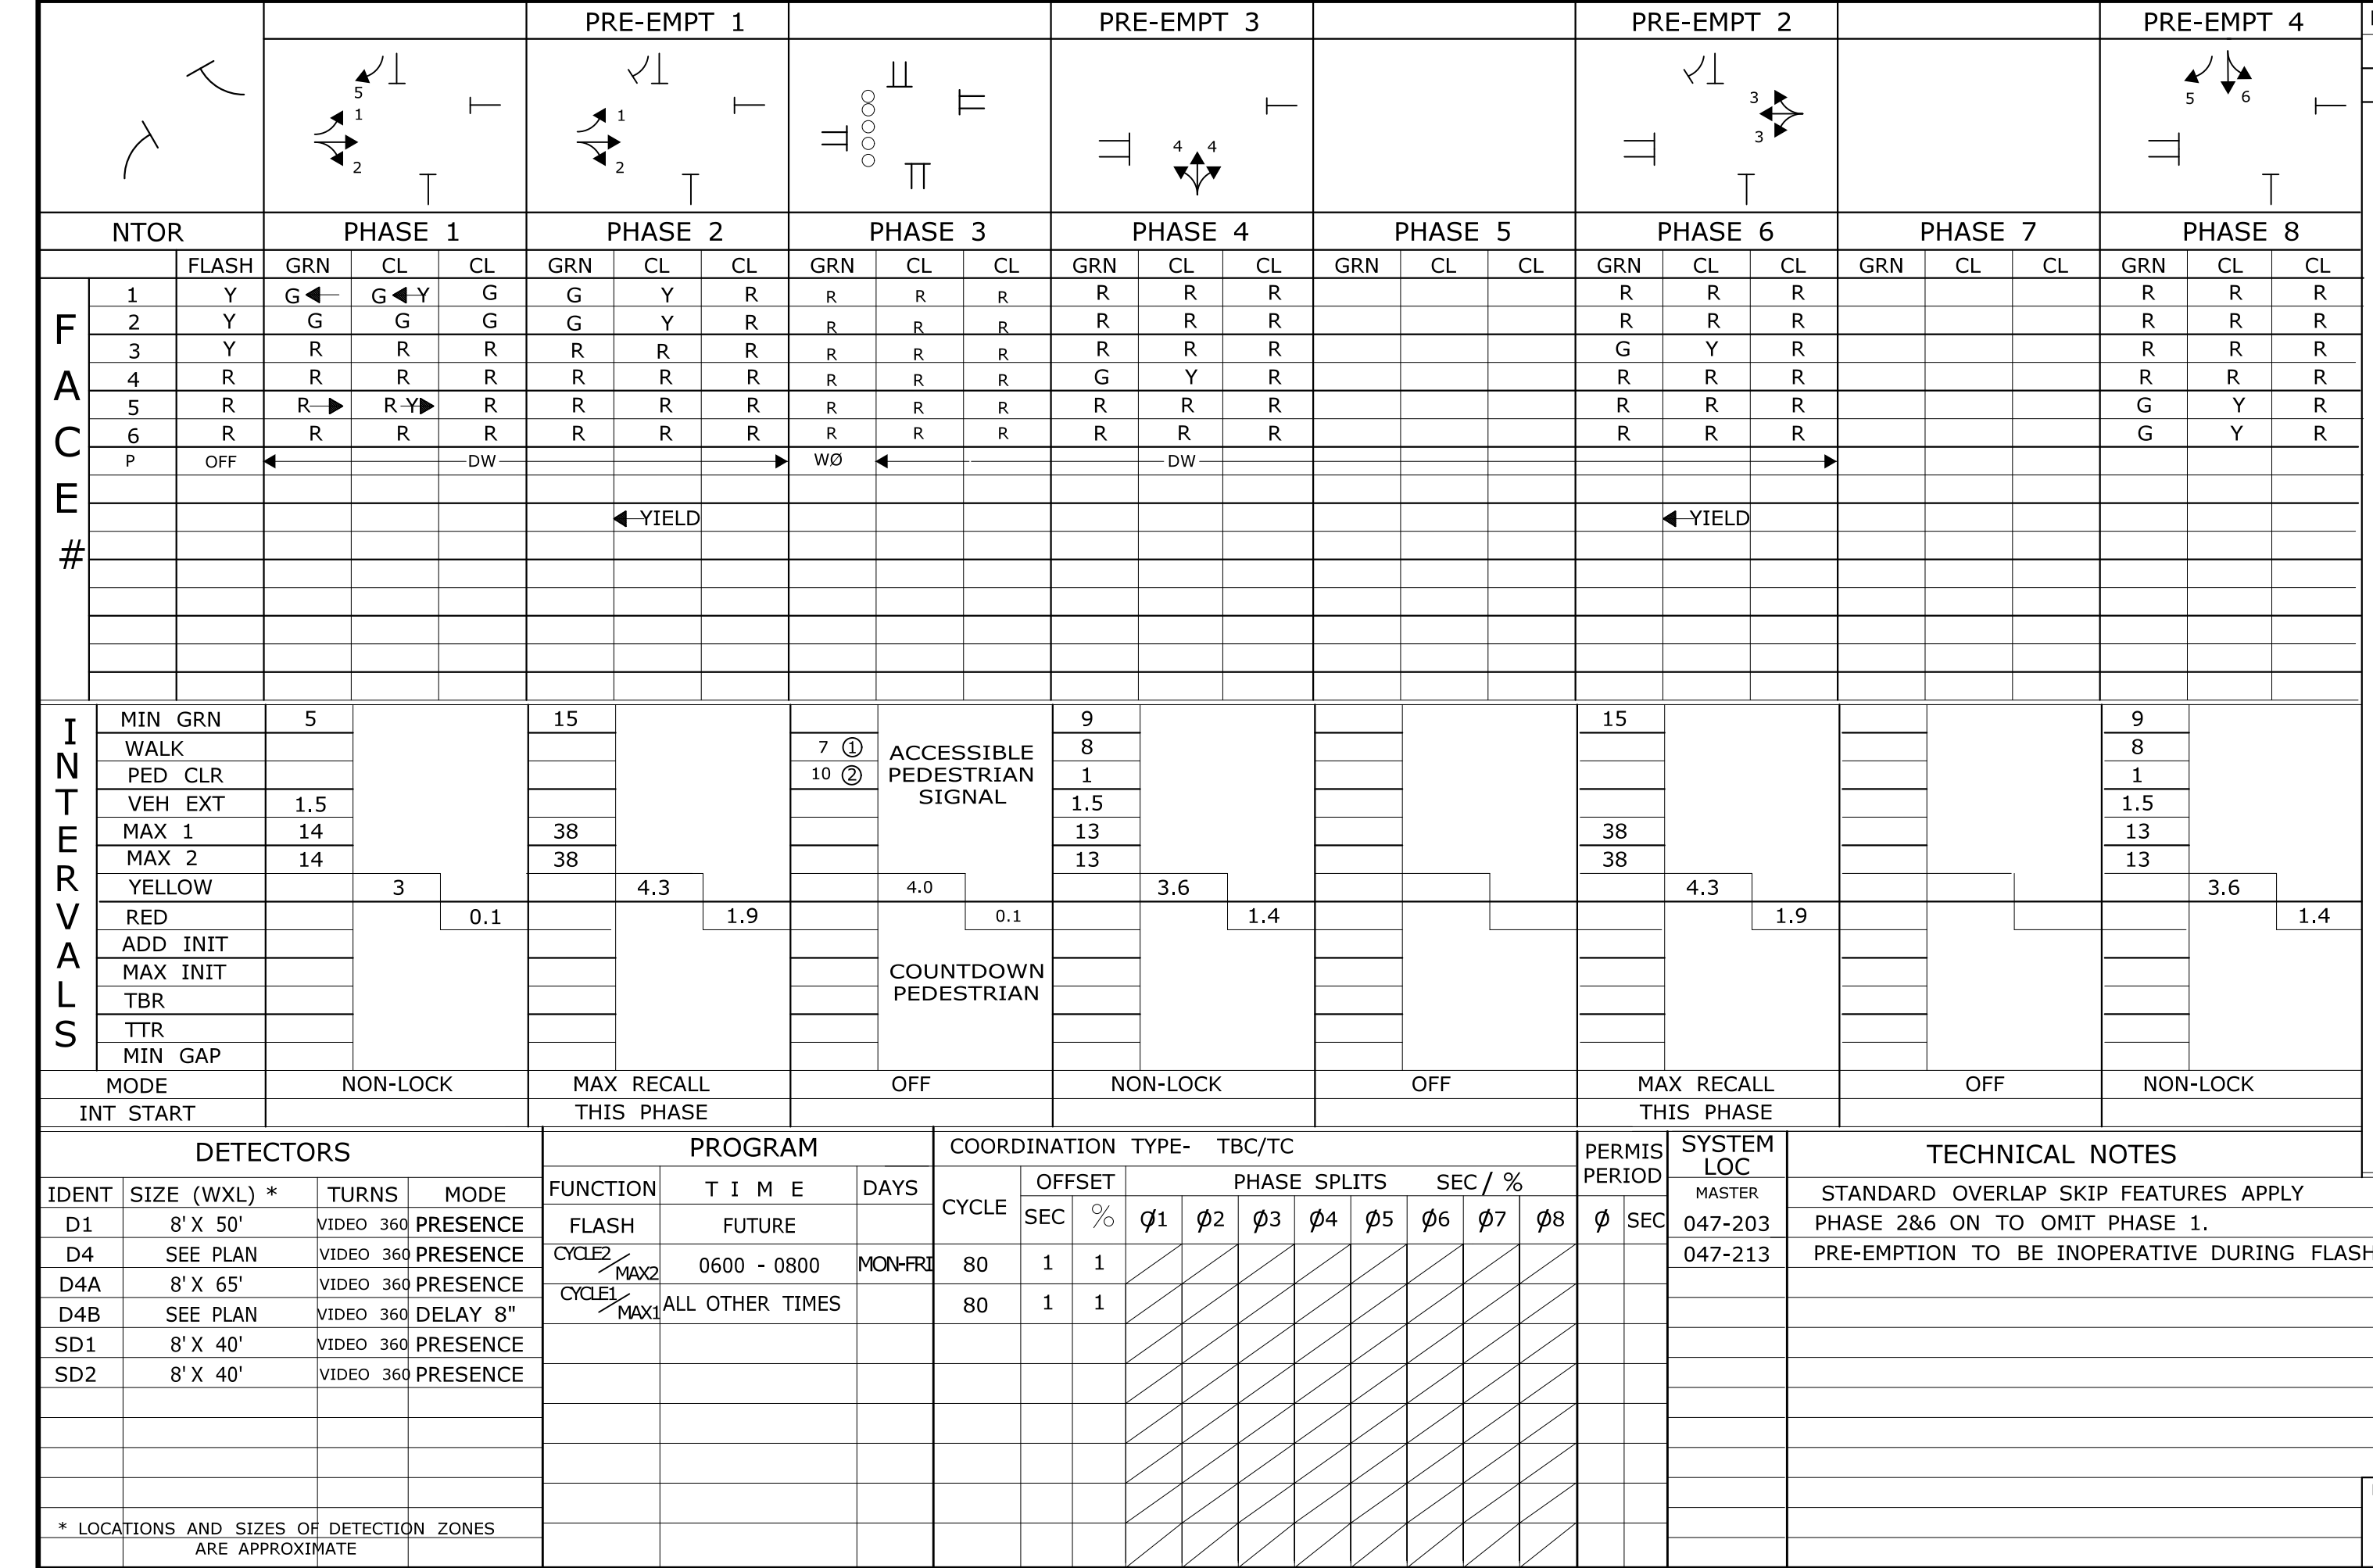 PRE-EMPT 1 PRE-EMPT 3 PRE-EMPT 2 PRE-EMPT 4
5 1 2
1 2
4 4
3 3
5 6
NTOR PHASE 1 PHASE 2 PHASE 3 PHASE 4 PHASE 5 PHASE 6 PHASE 7 PHASE 8
FLASH GRN CL CL GRN CL CL GRN CL CL GRN CL CL GRN CL CL GRN CL CL GRN CL CL GRN CL CL
FACE #
1 Y G G Y G G Y R R R R R R R R R R R R R
2 Y G G G G Y R R R R R R R R R R R R R
3 Y R R R R R R R R R R R R G Y R R R R
4 R R R R R R R R R R G Y R R R R R R R
5 R R R Y R R R R R R R R R R R R R G Y R
6 R R R R R R R R R R R R R R R R G Y R
P OFF DW WØ DW
YIELD YIELD
INTERVALS
MIN GRN 5 15 9 15 9
WALK 7 ① 8 8
PED CLR 10 ② 1 1
ACCESSIBLE
PEDESTRIAN
SIGNAL
VEH EXT 1.5 1.5 1.5
MAX 1 14 38 13 38 13
MAX 2 14 38 13 38 13
YELLOW 3 4.3 4.0 3.6 4.3 3.6
RED 0.1 1.9 0.1 1.4 1.9 1.4
ADD INIT
MAX INIT
COUNTDOWN
PEDESTRIAN
TBR
TTR
MIN GAP
MODE NON-LOCK MAX RECALL OFF NON-LOCK OFF MAX RECALL OFF NON-LOCK
INT START THIS PHASE THIS PHASE
DETECTORS
IDENT SIZE (WXL) * TURNS MODE
D1 8' X 50' VIDEO 360 PRESENCE
D4 SEE PLAN VIDEO 360 PRESENCE
D4A 8' X 65' VIDEO 360 PRESENCE
D4B SEE PLAN VIDEO 360 DELAY 8"
SD1 8' X 40' VIDEO 360 PRESENCE
SD2 8' X 40' VIDEO 360 PRESENCE
* LOCATIONS AND SIZES OF DETECTION ZONES
ARE APPROXIMATE
PROGRAM
FUNCTION TIME DAYS
FLASH FUTURE
CYCLE2/MAX2 0600 - 0800 MON-FRI
CYCLE1/MAX1 ALL OTHER TIMES
COORDINATION TYPE- TBC/TC
CYCLE OFFSET PHASE SPLITS SEC / %
SEC % Ø1 Ø2 Ø3 Ø4 Ø5 Ø6 Ø7 Ø8
80 1 1
80 1 1
PERMIS
PERIOD
Ø SEC
SYSTEM
LOC
MASTER
047-203
047-213
TECHNICAL NOTES
STANDARD OVERLAP SKIP FEATURES APPLY
PHASE 2&6 ON TO OMIT PHASE 1.
PRE-EMPTION TO BE INOPERATIVE DURING FLASH